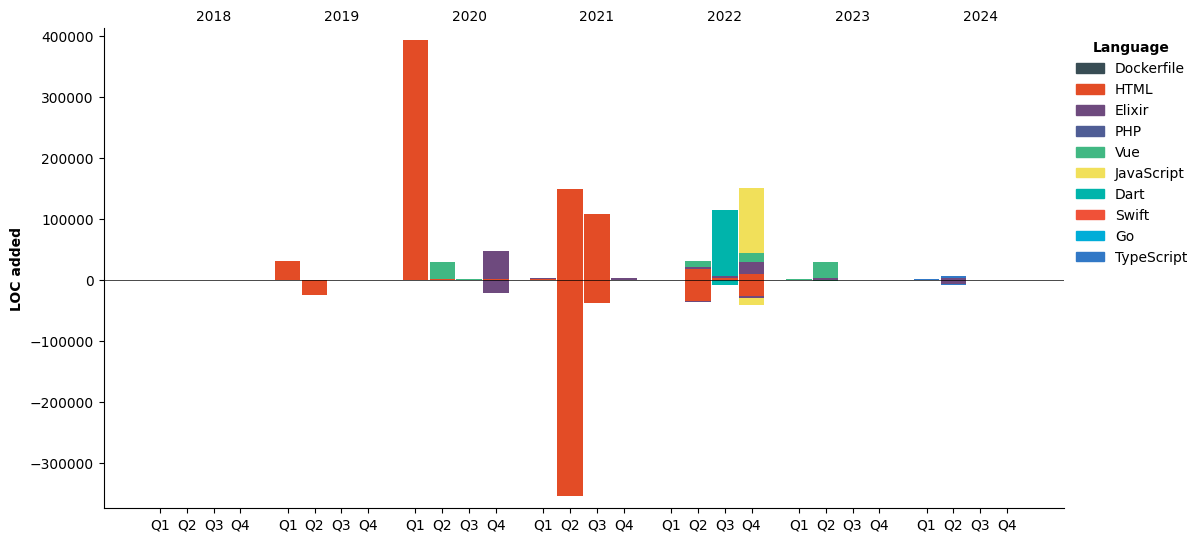 2018 2019 2020 2021 2022 2023 2024
LOC added
400000
300000
200000
100000
0
−100000
−200000
−300000
Q1 Q2 Q3 Q4 Q1 Q2 Q3 Q4 Q1 Q2 Q3 Q4 Q1 Q2 Q3 Q4 Q1 Q2 Q3 Q4 Q1 Q2 Q3 Q4 Q1 Q2 Q3 Q4
Language
Dockerfile
HTML
Elixir
PHP
Vue
JavaScript
Dart
Swift
Go
TypeScript